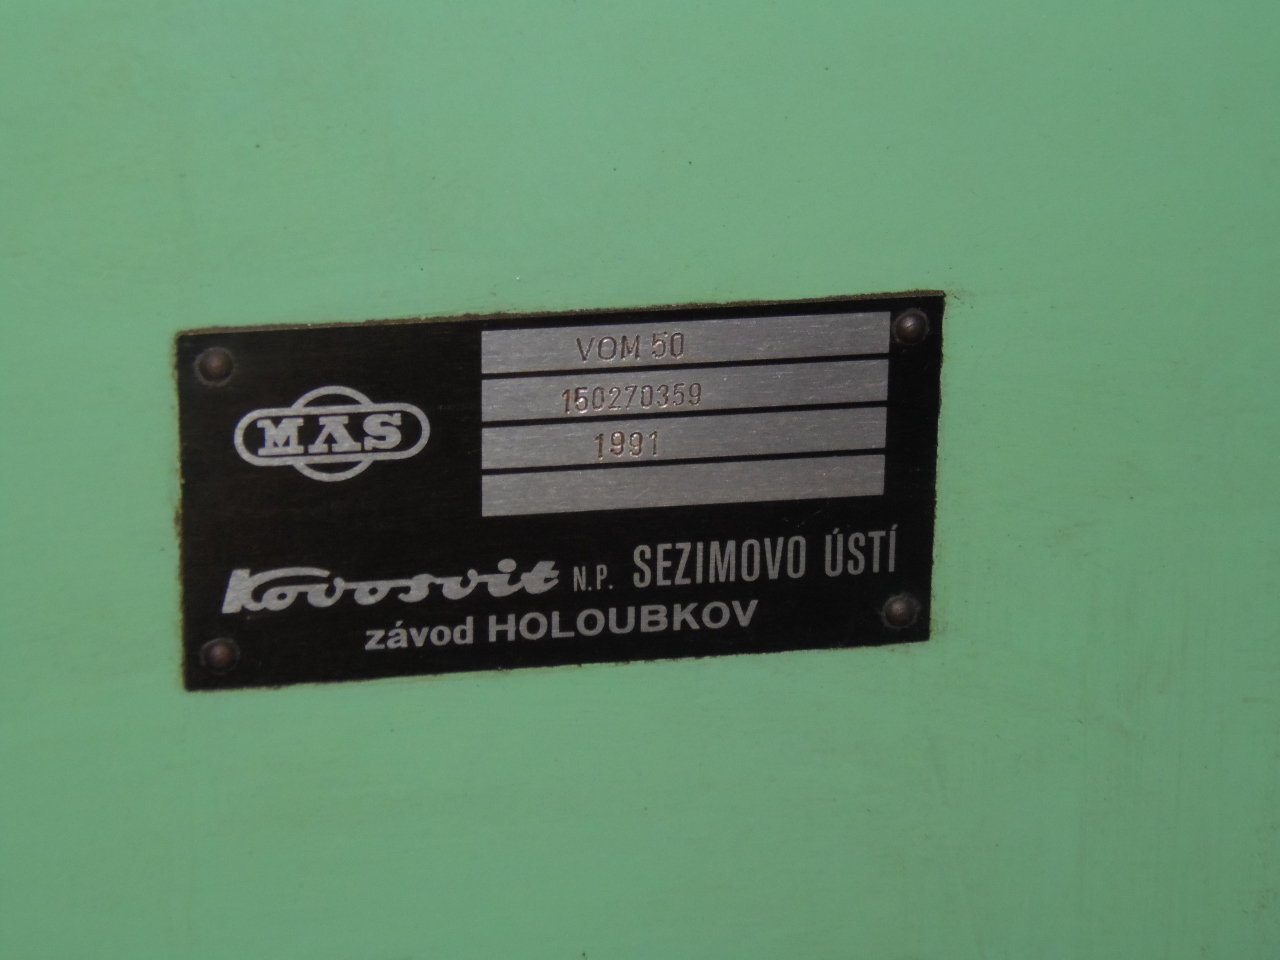 MAS
VOM 50
150270359
1991
Kovosvit N.P. SEZIMOVO ÚSTÍ
závod HOLOUBKOV